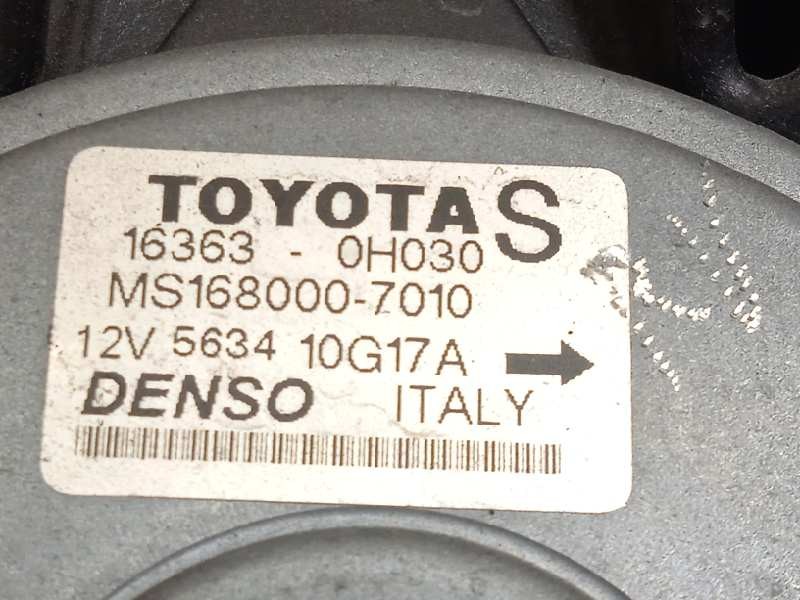 TOYOTA S
16363 - 0H030
MS168000-7010
12V 5634 10G17A
DENSO ITALY